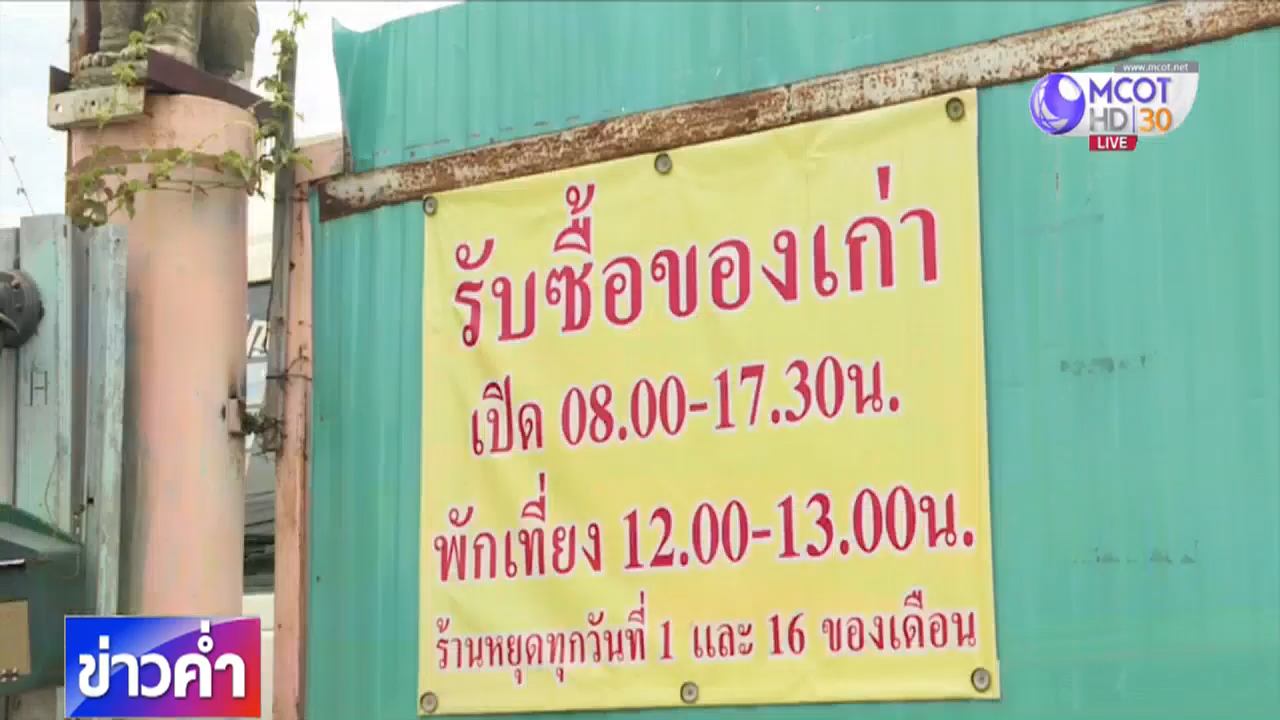 www.mcot.net
MCOT
HD 30
LIVE
รับซื้อของเก่า
เปิด 08.00-17.30น.
พักเที่ยง 12.00-13.00น.
ร้านหยุดทุกวันที่ 1 และ 16 ของเดือน
ข่าวค่ำ
H